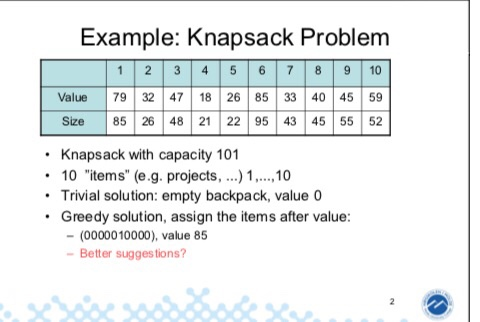 Example: Knapsack Problem
1 2 3 4 5 6 7 8 9 10
Value 79 32 47 18 26 85 33 40 45 59
Size 85 26 48 21 22 95 43 45 55 52
• Knapsack with capacity 101
• 10 "items" (e.g. projects, ...) 1,...,10
• Trivial solution: empty backpack, value 0
• Greedy solution, assign the items after value:
– (0000010000), value 85
– Better suggestions?
2